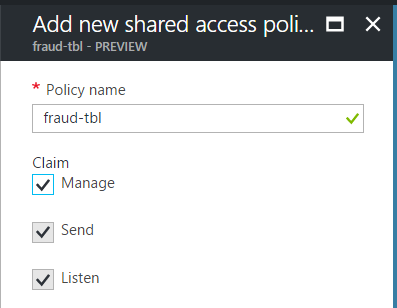 Add new shared access poli...
fraud-tbl - PREVIEW
* Policy name
fraud-tbl
Claim
Manage
Send
Listen